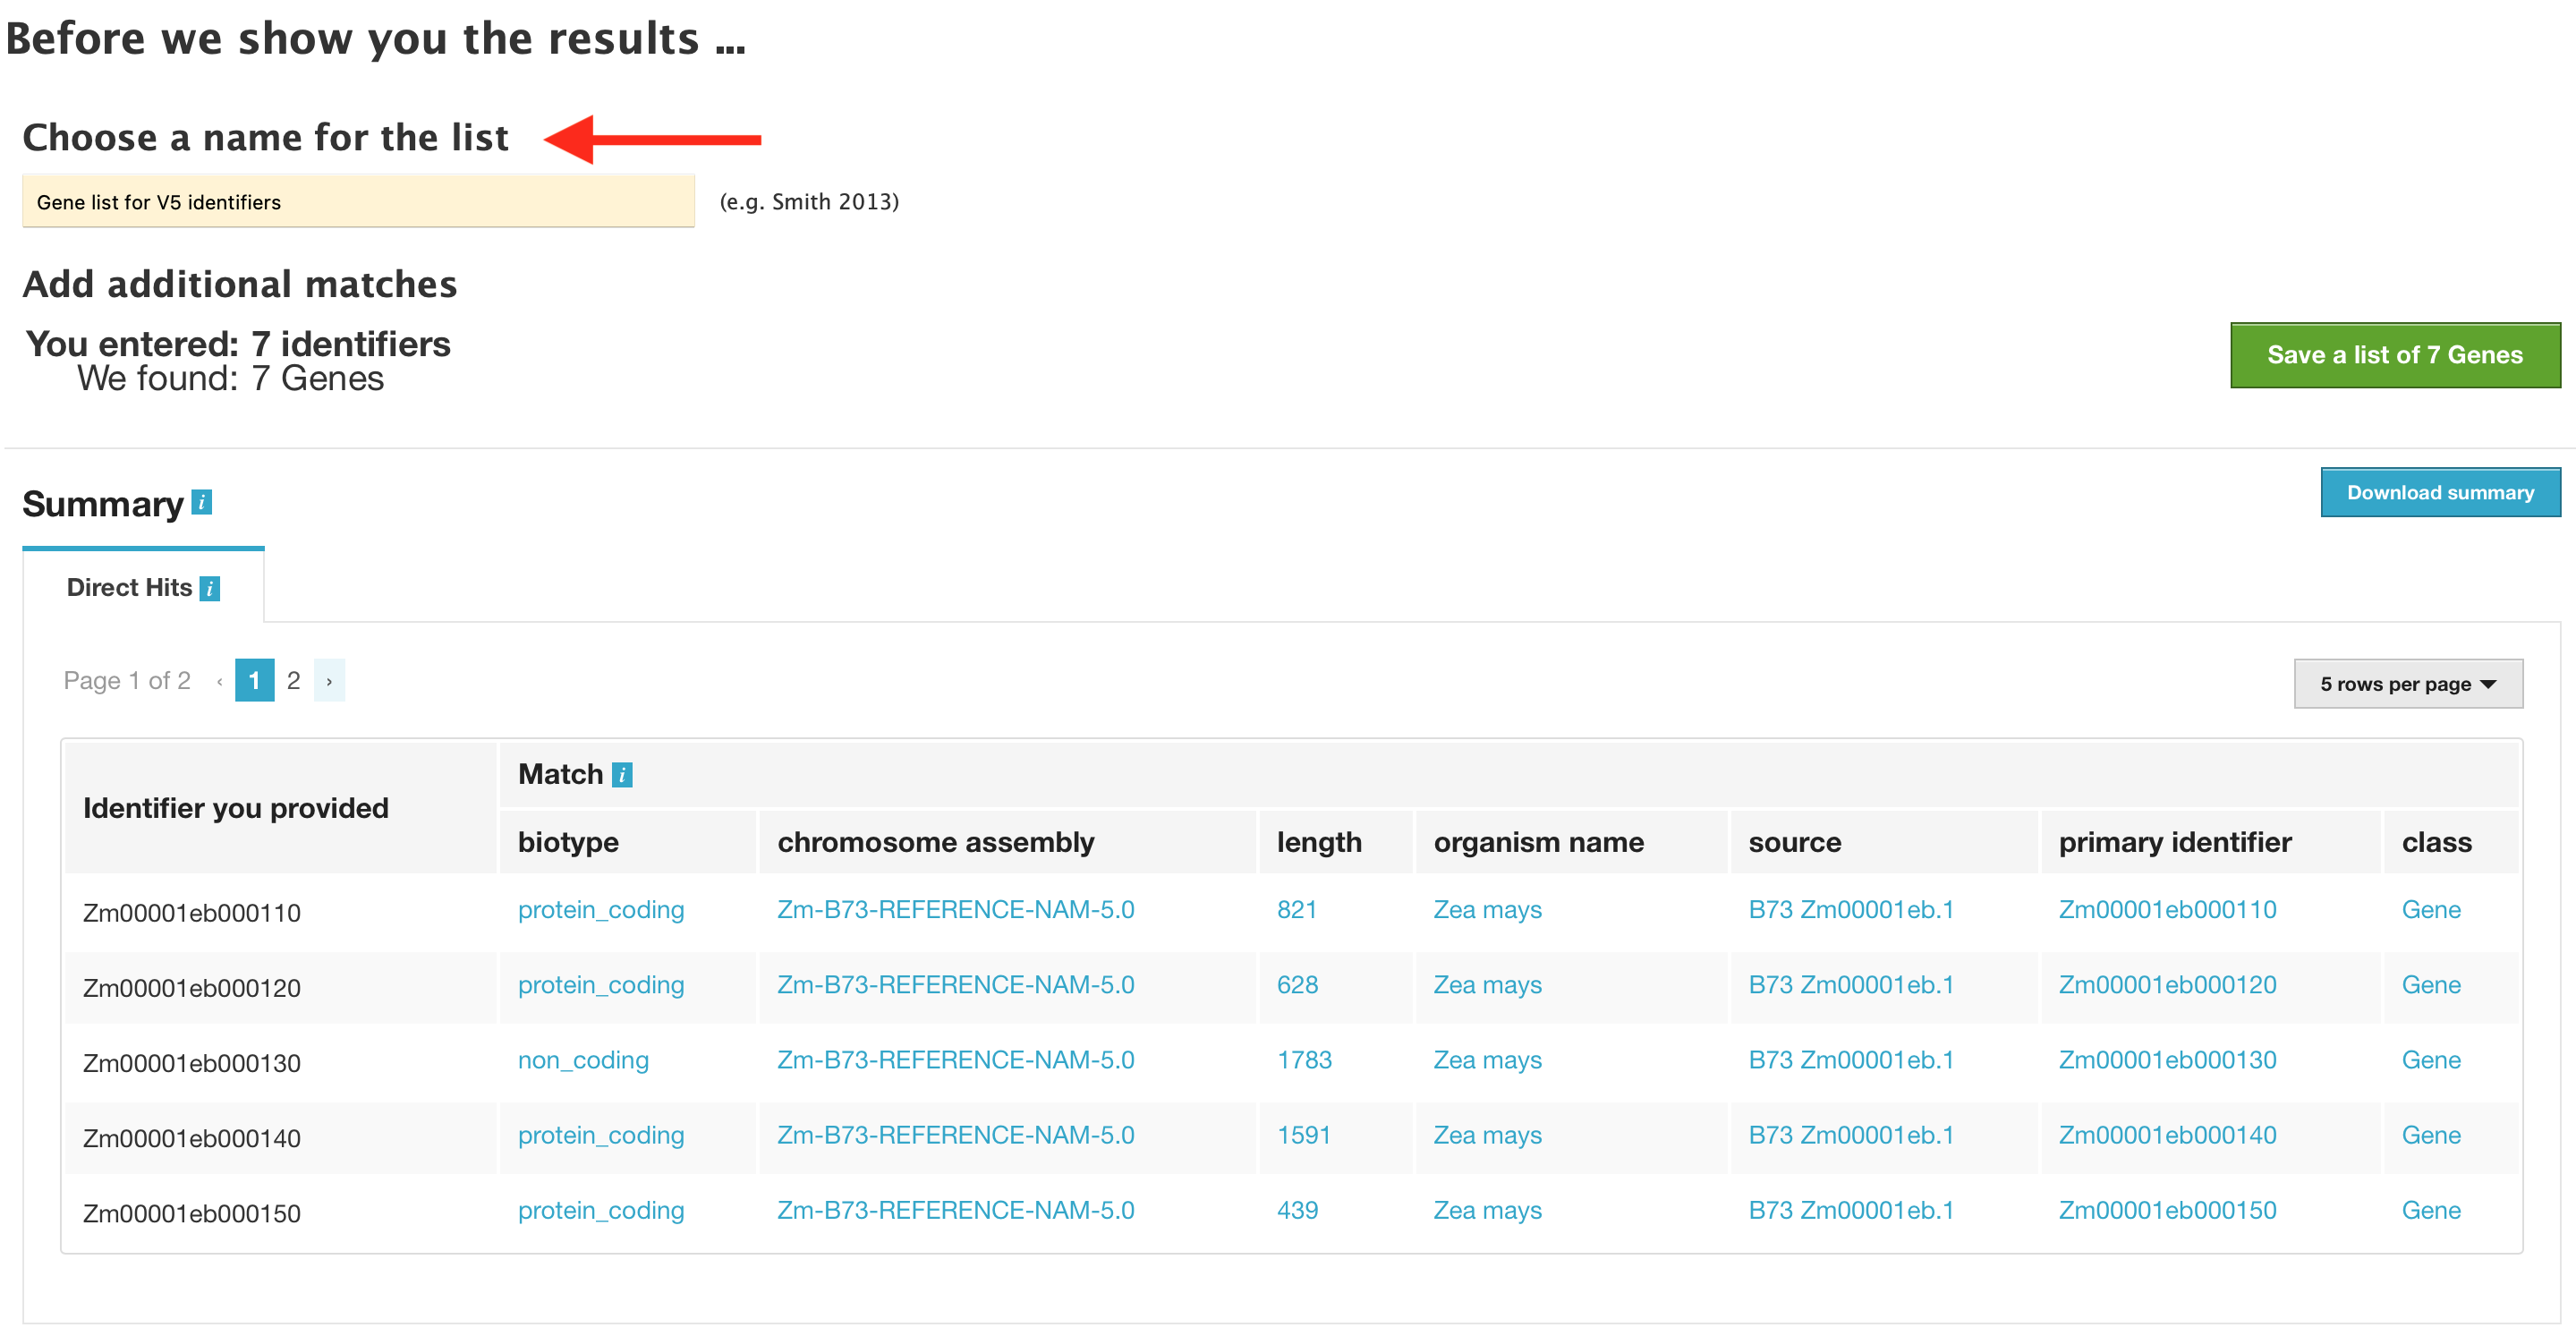 Before we show you the results ...
Choose a name for the list
Gene list for V5 identifiers (e.g. Smith 2013)
Add additional matches
You entered: 7 identifiers
We found: 7 Genes
Save a list of 7 Genes
Summary i
Download summary
Direct Hits i
Page 1 of 2 ‹ 1 2 ›
5 rows per page
Identifier you provided
Match i
biotype chromosome assembly length organism name source primary identifier class
Zm00001eb000110 protein_coding Zm-B73-REFERENCE-NAM-5.0 821 Zea mays B73 Zm00001eb.1 Zm00001eb000110 Gene
Zm00001eb000120 protein_coding Zm-B73-REFERENCE-NAM-5.0 628 Zea mays B73 Zm00001eb.1 Zm00001eb000120 Gene
Zm00001eb000130 non_coding Zm-B73-REFERENCE-NAM-5.0 1783 Zea mays B73 Zm00001eb.1 Zm00001eb000130 Gene
Zm00001eb000140 protein_coding Zm-B73-REFERENCE-NAM-5.0 1591 Zea mays B73 Zm00001eb.1 Zm00001eb000140 Gene
Zm00001eb000150 protein_coding Zm-B73-REFERENCE-NAM-5.0 439 Zea mays B73 Zm00001eb.1 Zm00001eb000150 Gene